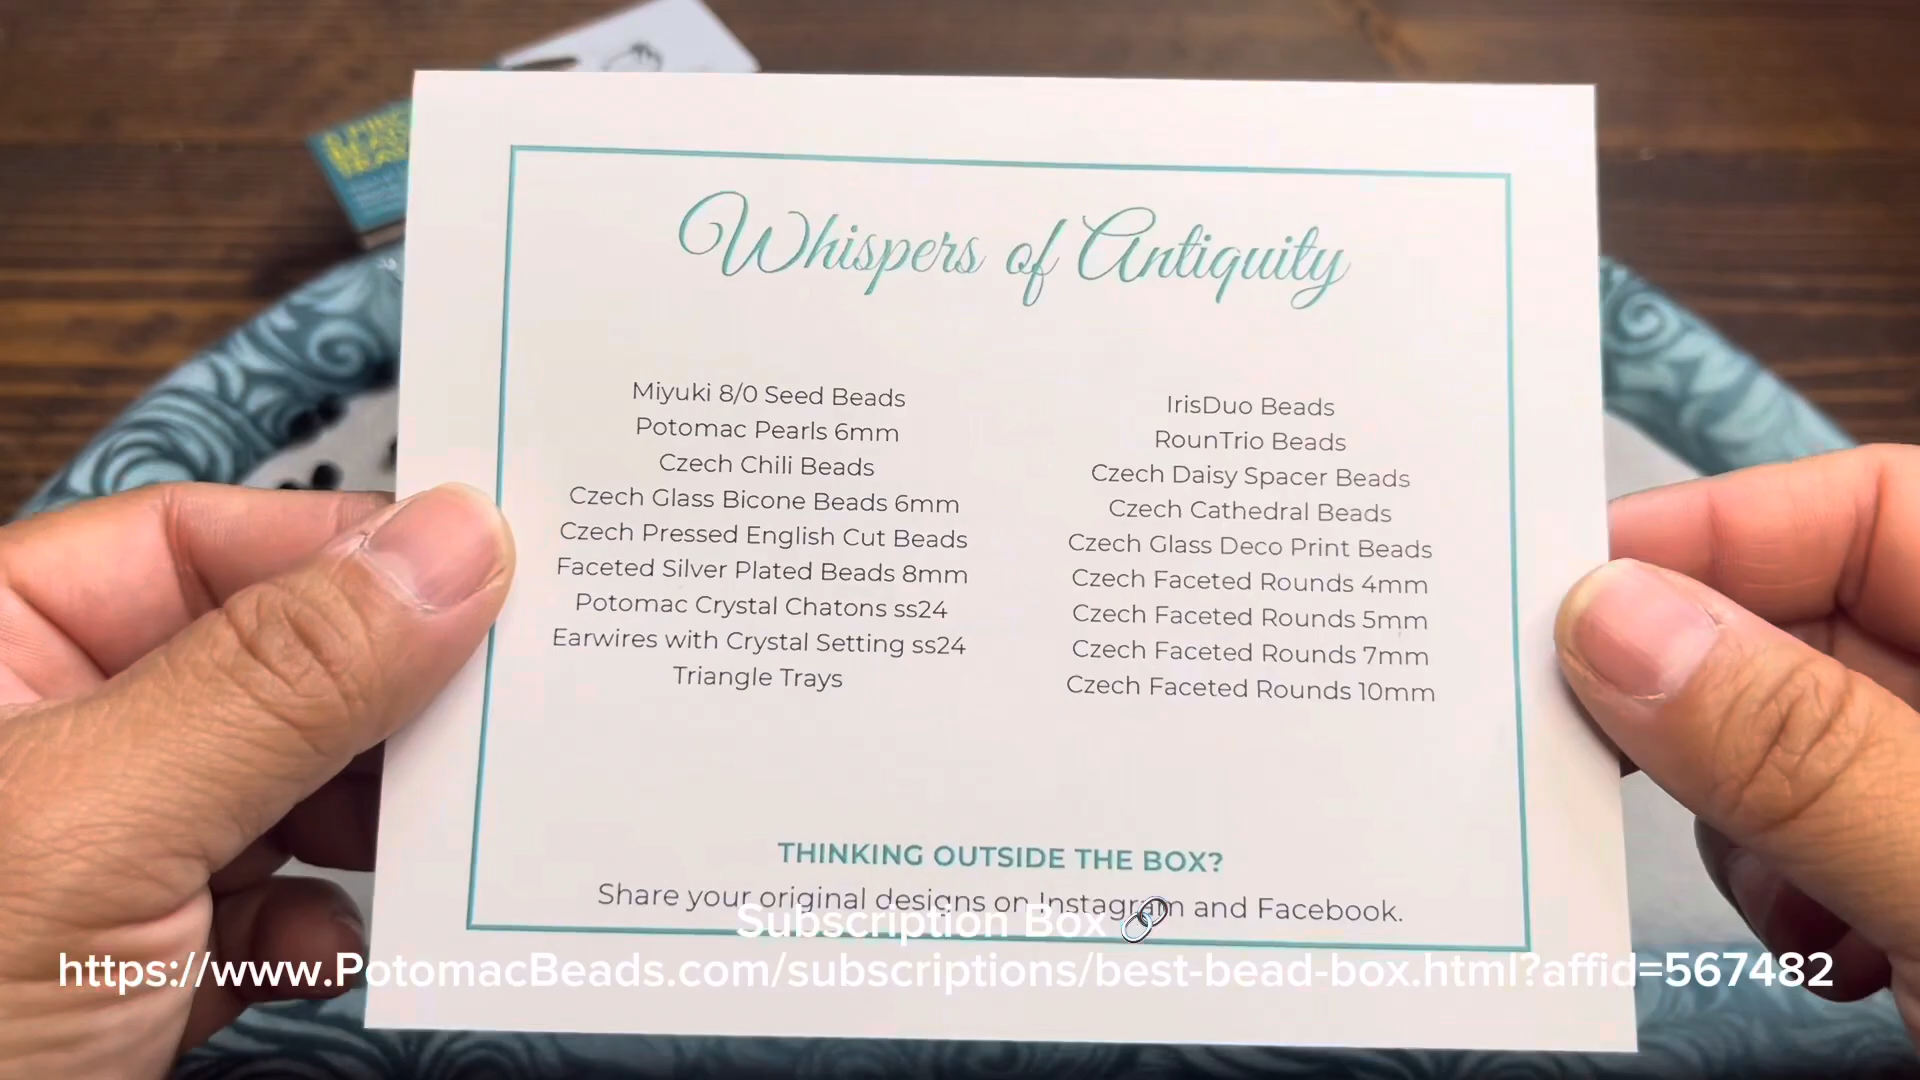 Whispers of Antiquity
Miyuki 8/0 Seed Beads
Potomac Pearls 6mm
Czech Chili Beads
Czech Glass Bicone Beads 6mm
Czech Pressed English Cut Beads
Faceted Silver Plated Beads 8mm
Potomac Crystal Chatons ss24
Earwires with Crystal Setting ss24
Triangle Trays
IrisDuo Beads
RounTrio Beads
Czech Daisy Spacer Beads
Czech Cathedral Beads
Czech Glass Deco Print Beads
Czech Faceted Rounds 4mm
Czech Faceted Rounds 5mm
Czech Faceted Rounds 7mm
Czech Faceted Rounds 10mm
THINKING OUTSIDE THE BOX?
Share your original designs on Instagram and Facebook.
Subscription Box 🔗
https://www.PotomacBeads.com/subscriptions/best-bead-box.html?affid=567482